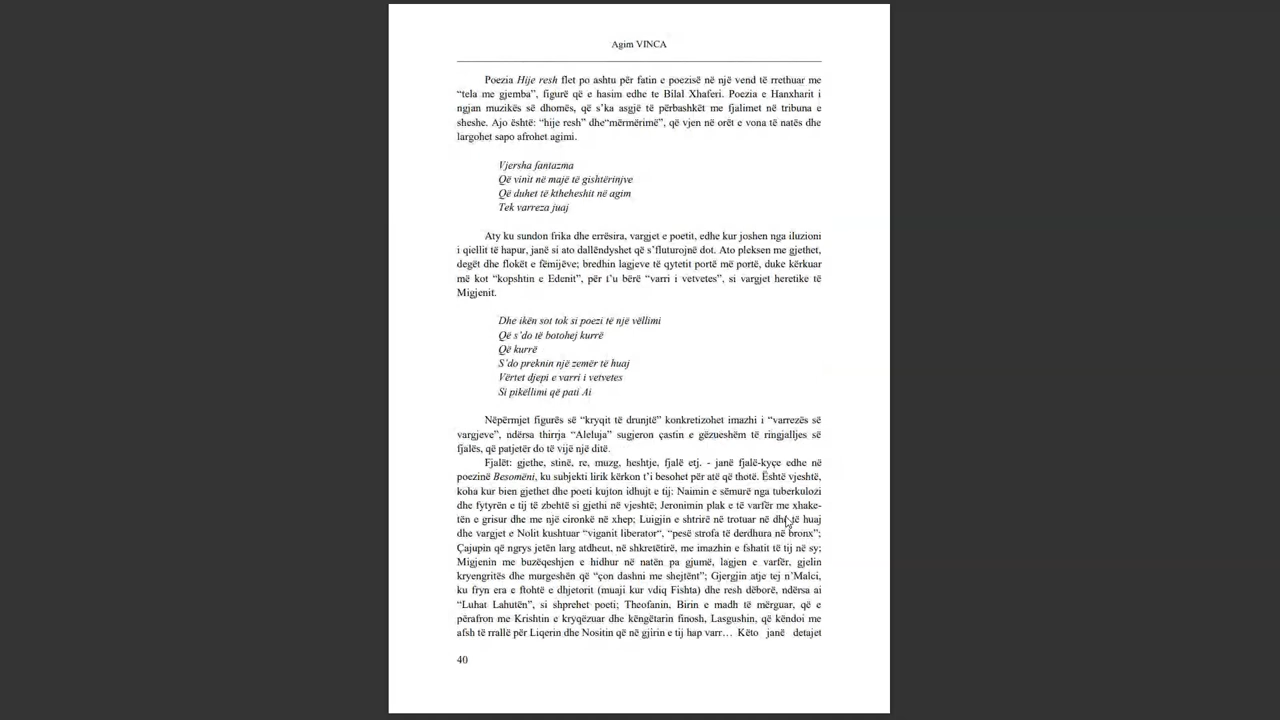 Agim VINCA
Poezia Hije resh flet po ashtu për fatin e poezisë në një vend të rrethuar me
“tela me gjemba”, figurë që e hasim edhe te Bilal Xhaferi. Poezia e Hanxharit i
ngjan muzikës së dhomës, që s’ka asgjë të përbashkët me fjalimet në tribuna e
sheshe. Ajo është: “hije resh” dhe“mërmërimë”, që vjen në orët e vona të natës dhe
largohet sapo afrohet agimi.
Vjersha fantazma
Që vinit në majë të gishtërinjve
Që duhet të ktheheshit në agim
Tek varreza juaj
Aty ku sundon frika dhe errësira, vargjet e poetit, edhe kur joshen nga iluzioni
i qiellit të hapur, janë si ato dallëndyshet që s’fluturojnë dot. Ato pleksen me gjethet,
degët dhe flokët e fëmijëve; bredhin lagjeve të qytetit portë më portë, duke kërkuar
më kot “kopshtin e Edenit”, për t’u bërë “varri i vetvetes”, si vargjet heretike të
Migjenit.
Dhe ikën sot tok si poezi të një vëllimi
Që s’do të botohej kurrë
Që kurrë
S’do preknin një zemër të huaj
Vërtet djepi e varri i vetvetes
Si pikëllimi që pati Ai
Nëpërmjet figurës së “kryqit të drunjtë” konkretizohet imazhi i “varrezës së
vargjeve”, ndërsa thirrja “Aleluja” sugjeron çastin e gëzueshëm të ringjalljes së
fjalës, që patjetër do të vijë një ditë.
Fjalët: gjethe, stinë, re, muzg, heshtje, fjalë etj. - janë fjalë-kyçe edhe në
poezinë Besomëni, ku subjekti lirik kërkon t’i besohet për atë që thotë. Është vjeshtë,
koha kur bien gjethet dhe poeti kujton idhujt e tij: Naimin e sëmurë nga tuberkulozi
dhe fytyrën e tij të zbehtë si gjethi në vjeshtë; Jeronimin plak e të varfër me xhake-
tën e grisur dhe me një cironkë në xhep; Luigjin e shtrirë në trotuar në dhe të huaj
dhe vargjet e Nolit kushtuar “viganit liberator“, “pesë strofa të derdhura në bronx”;
Çajupin që ngrys jetën larg atdheut, në shkretëtirë, me imazhin e fshatit të tij në sy;
Migjenin me buzëqeshjen e hidhur në natën pa gjumë, lagjen e varfër, gjelin
kryengritës dhe murgeshën që “çon dashni me shejtënt”; Gjergjin atje tej n’Malci,
ku fryn era e ftohtë e dhjetorit (muaji kur vdiq Fishta) dhe resh dëborë, ndërsa ai
“Luhat Lahutën”, si shprehet poeti; Theofanin, Birin e madh të mërguar, që e
përafron me Krishtin e kryqëzuar dhe këngëtarin finosh, Lasgushin, që këndoi me
afsh të rrallë për Liqerin dhe Nositin që në gjirin e tij hap varr… Këto janë detajet
40